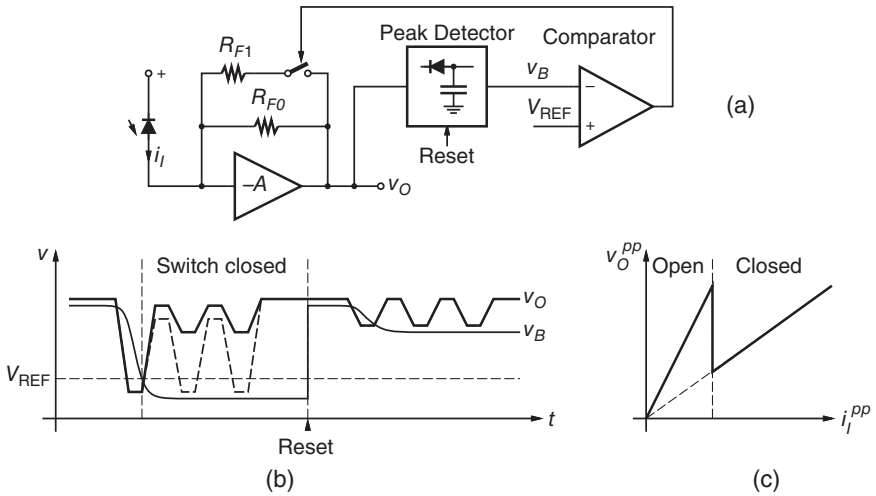 Peak Detector
Comparator
R_F1
R_F0
+
i_I
–A
v_O
v_B
V_REF
−
+
Reset
(a)
v
Switch closed
v_O
v_B
V_REF
t
Reset
(b)
v_O^pp
Open
Closed
i_I^pp
(c)